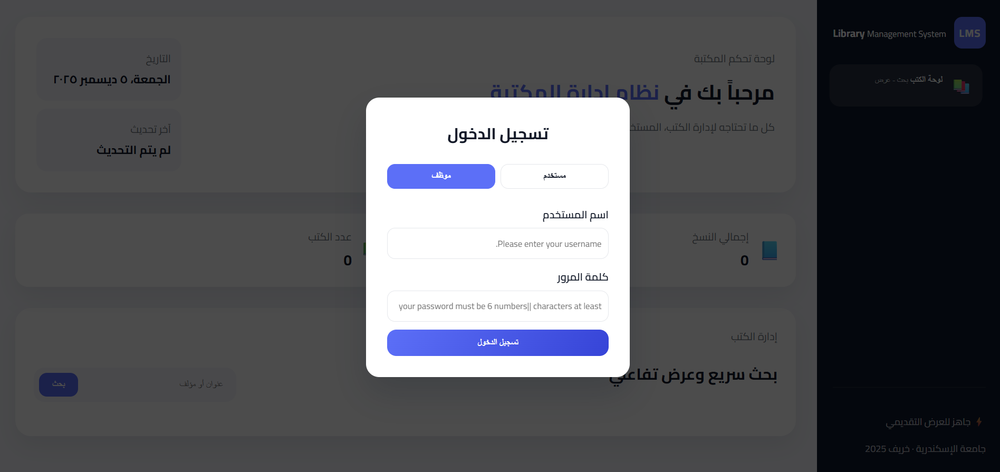 LMS
Library Management System
لوحة الكتب بحث - عرض
⚡ جاهز للعرض التقديمي
جامعة الإسكندرية · خريف 2025
لوحة تحكم المكتبة
مرحباً بك في نظام إدارة المكتبة
كل ما تحتاجه لإدارة الكتب،
التاريخ
الجمعة، ٥ ديسمبر ٢٠٢٥
آخر تحديث
لم يتم التحديث
إجمالي النسخ
0
عدد الكتب
0
إدارة الكتب
بحث سريع وعرض تفاعلي
عنوان أو مؤلف
بحث
تسجيل الدخول
مستخدم
موظف
اسم المستخدم
.Please enter your username
كلمة المرور
your password must be 6 numbers|| characters at least
تسجيل الدخول